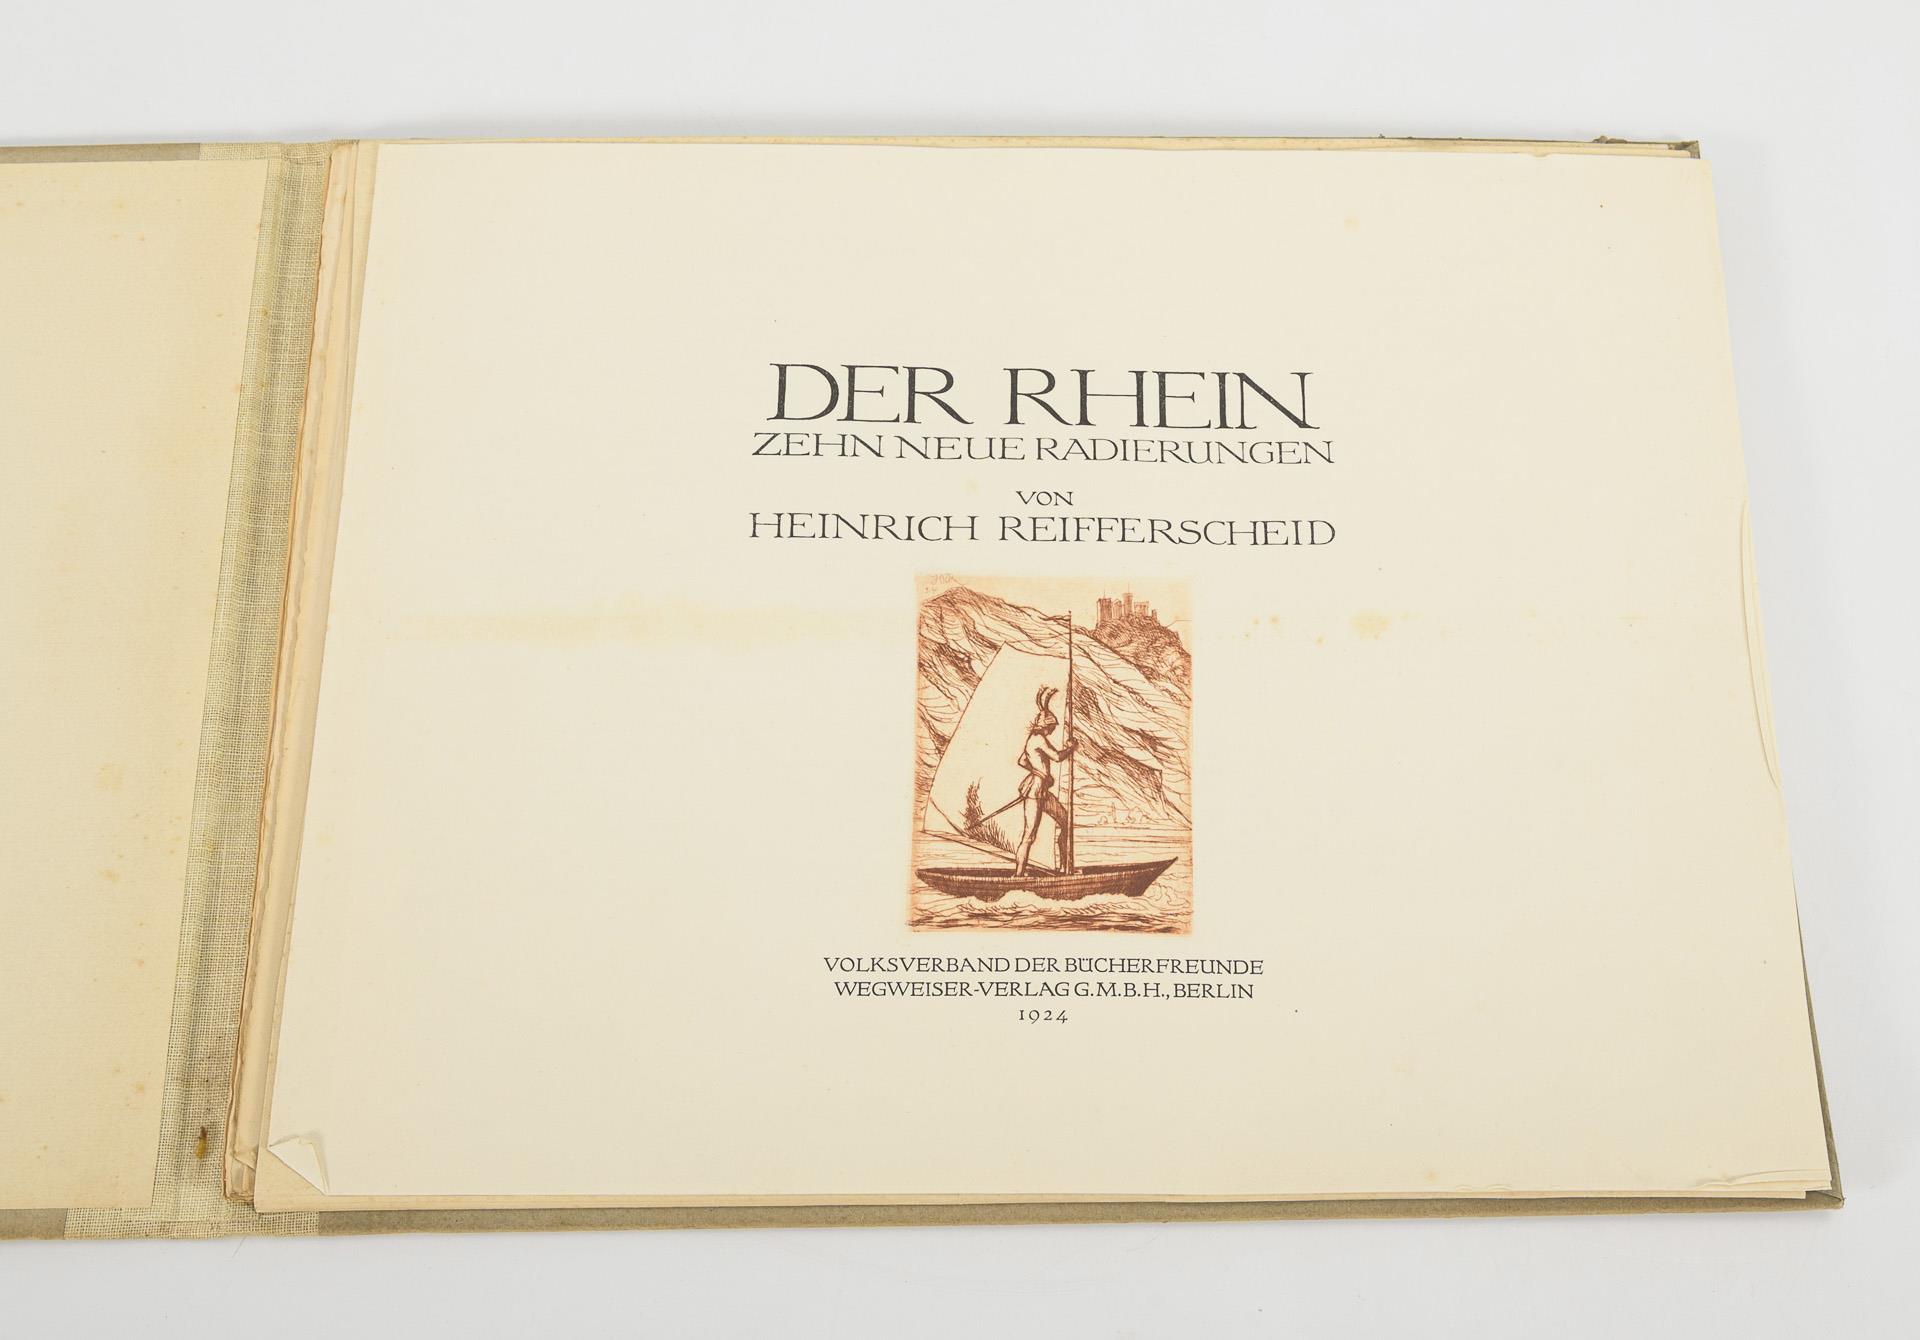 DER RHEIN
ZEHN NEUE RADIERUNGEN
VON
HEINRICH REIFFERSCHEID
VOLKSVERBAND DER BÜCHERFREUNDE
WEGWEISER-VERLAG G.M.B.H., BERLIN
1924